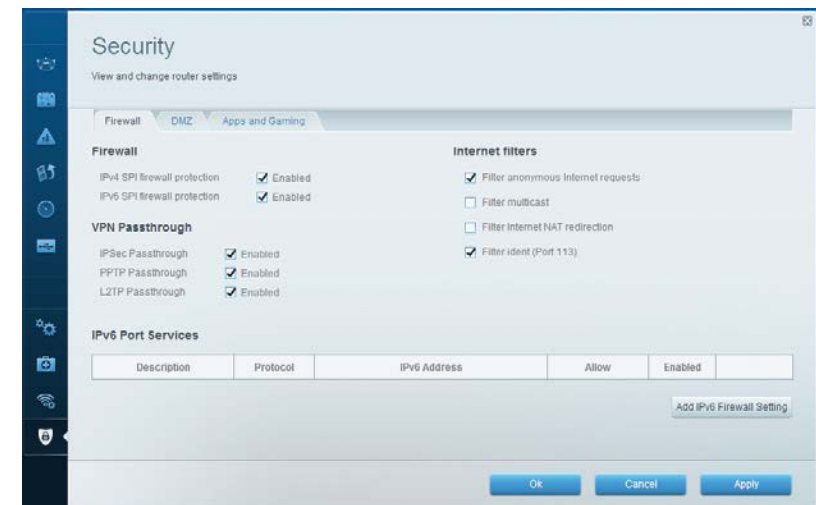 Security
View and change router settings
Firewall DMZ Apps and Gaming
Firewall
IPv4 SPI firewall protection Enabled
IPv6 SPI firewall protection Enabled
VPN Passthrough
IPSec Passthrough Enabled
PPTP Passthrough Enabled
L2TP Passthrough Enabled
Internet filters
Filter anonymous Internet requests
Filter multicast
Filter Internet NAT redirection
Filter ident (Port 113)
IPv6 Port Services
Description Protocol IPv6 Address Allow Enabled
Add IPv6 Firewall Setting
Ok Cancel Apply